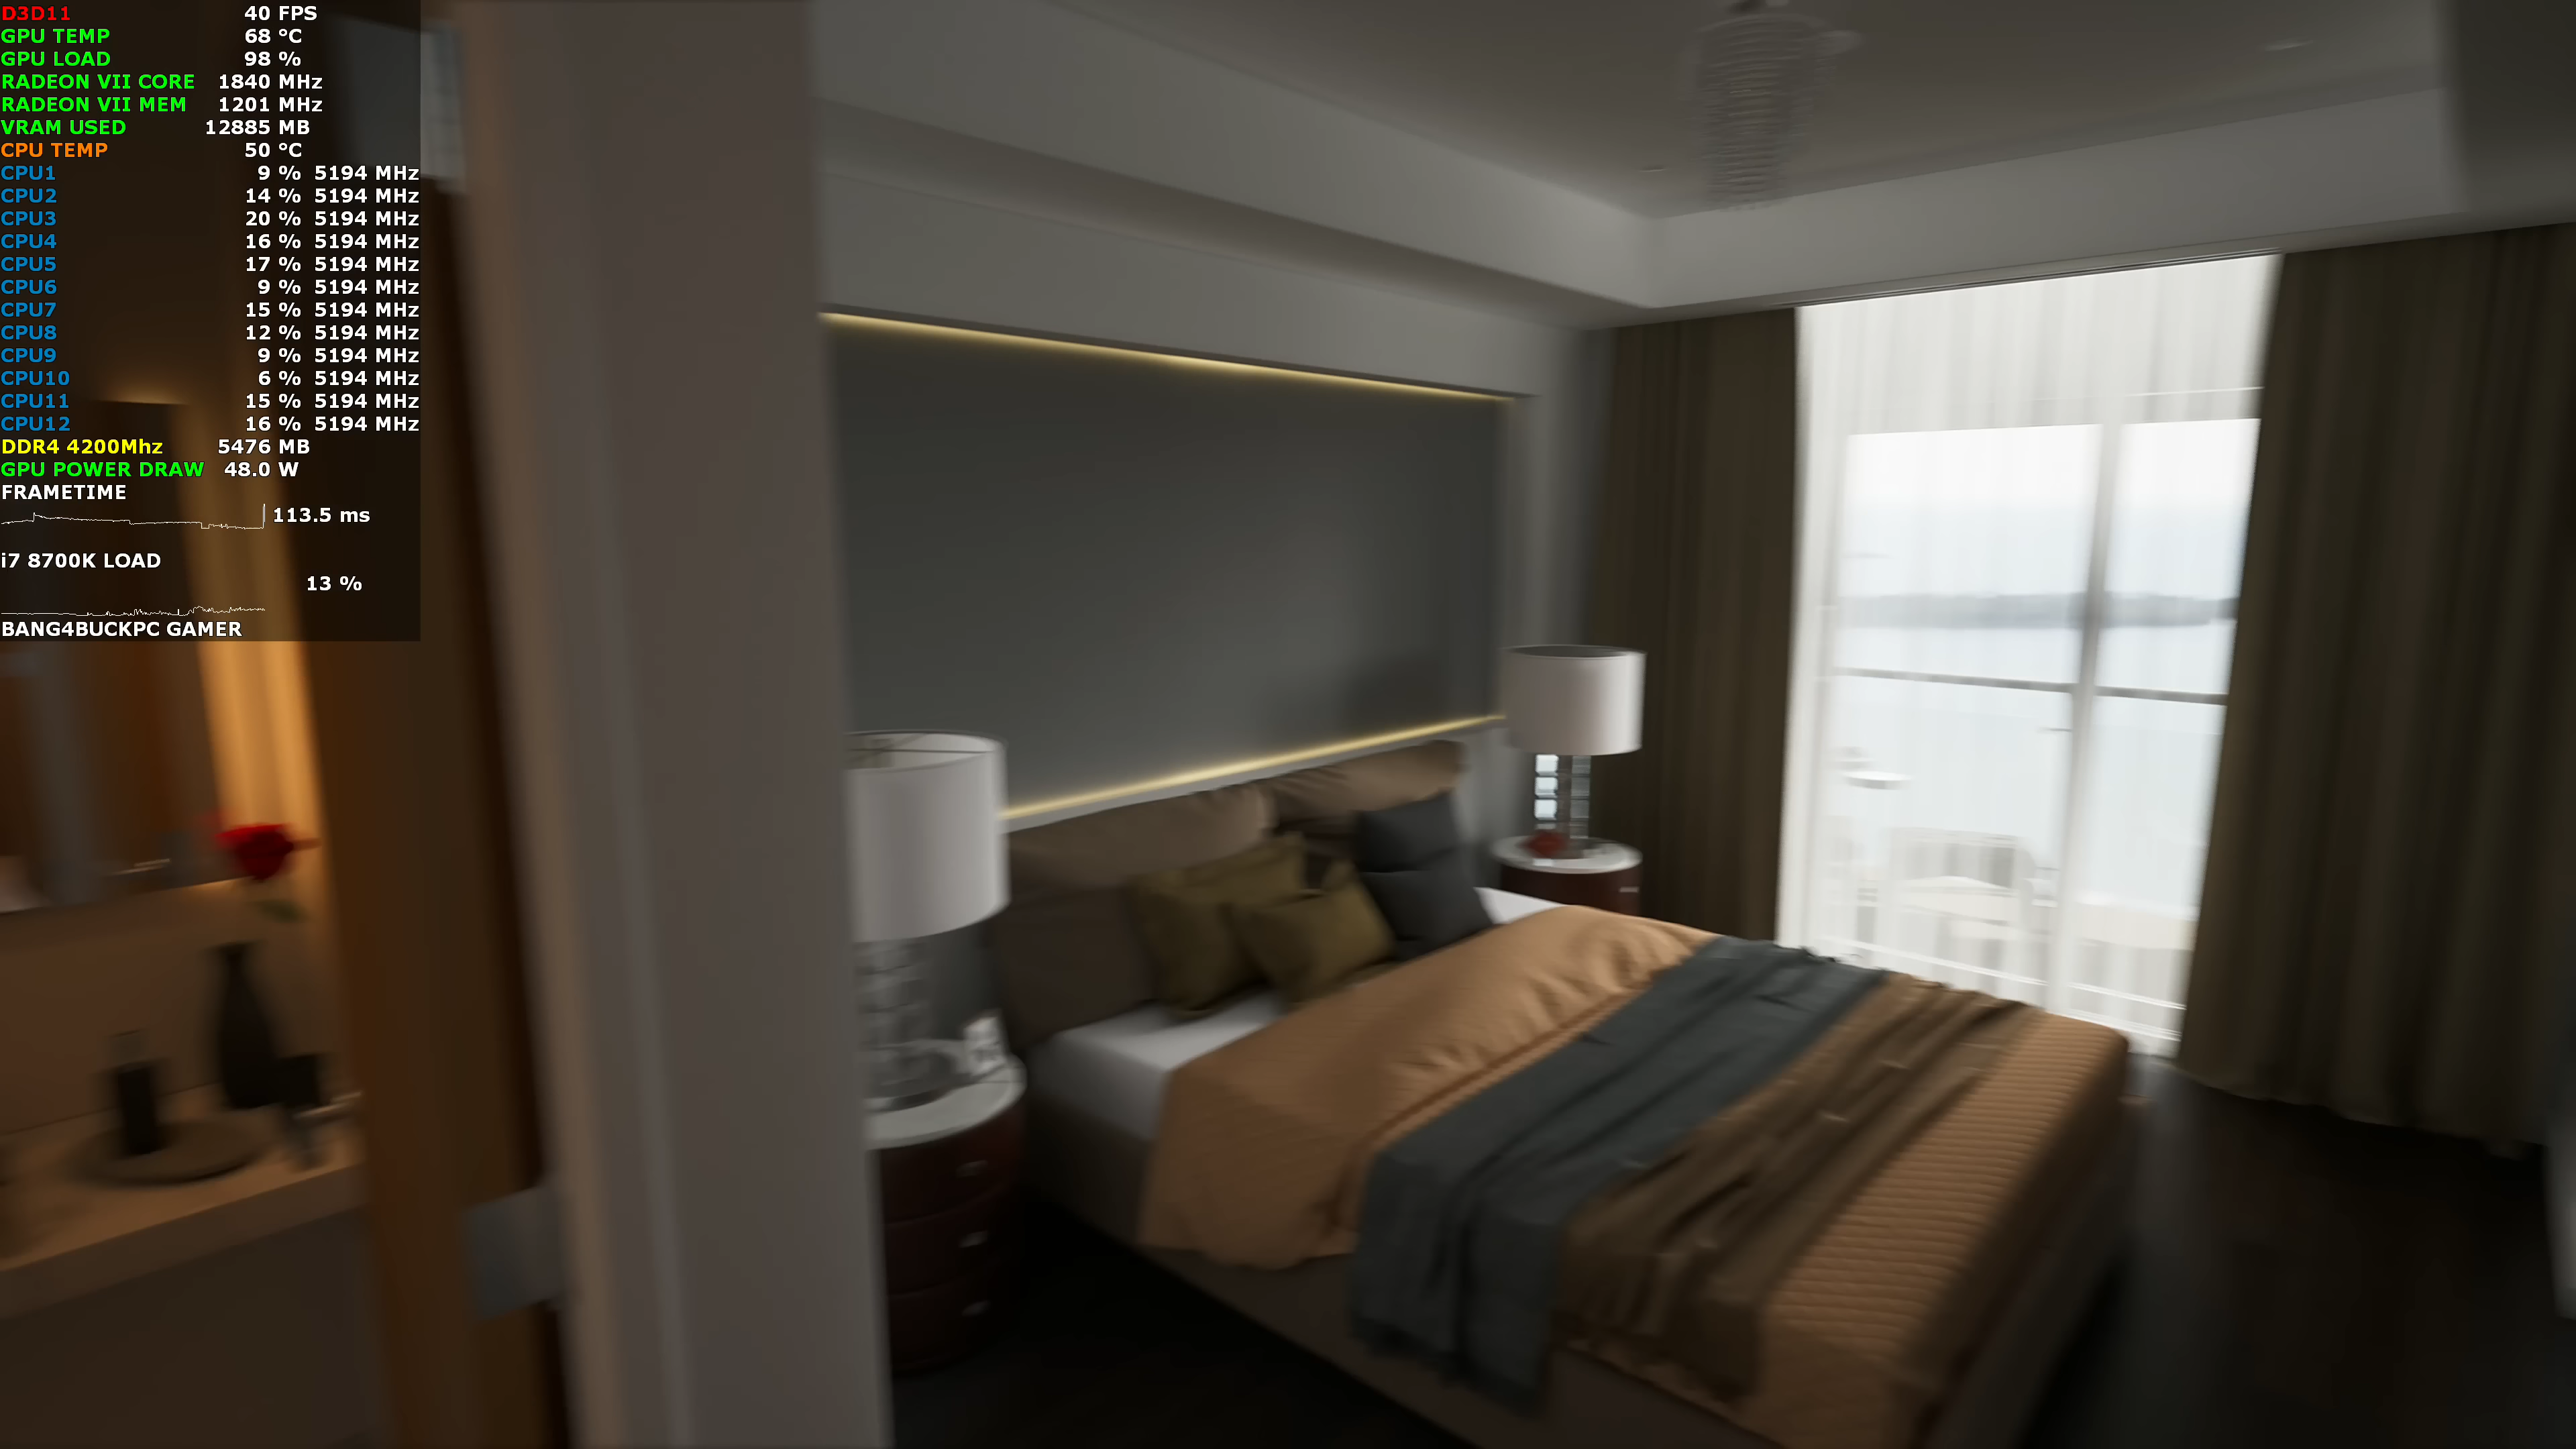 D3D11 40 FPS
GPU TEMP 68 °C
GPU LOAD 98 %
RADEON VII CORE 1840 MHz
RADEON VII MEM 1201 MHz
VRAM USED 12885 MB
CPU TEMP 50 °C
CPU1 9 % 5194 MHz
CPU2 14 % 5194 MHz
CPU3 20 % 5194 MHz
CPU4 16 % 5194 MHz
CPU5 17 % 5194 MHz
CPU6 9 % 5194 MHz
CPU7 15 % 5194 MHz
CPU8 12 % 5194 MHz
CPU9 9 % 5194 MHz
CPU10 6 % 5194 MHz
CPU11 15 % 5194 MHz
CPU12 16 % 5194 MHz
DDR4 4200Mhz 5476 MB
GPU POWER DRAW 48.0 W
FRAMETIME
113.5 ms
i7 8700K LOAD
13 %
BANG4BUCKPC GAMER